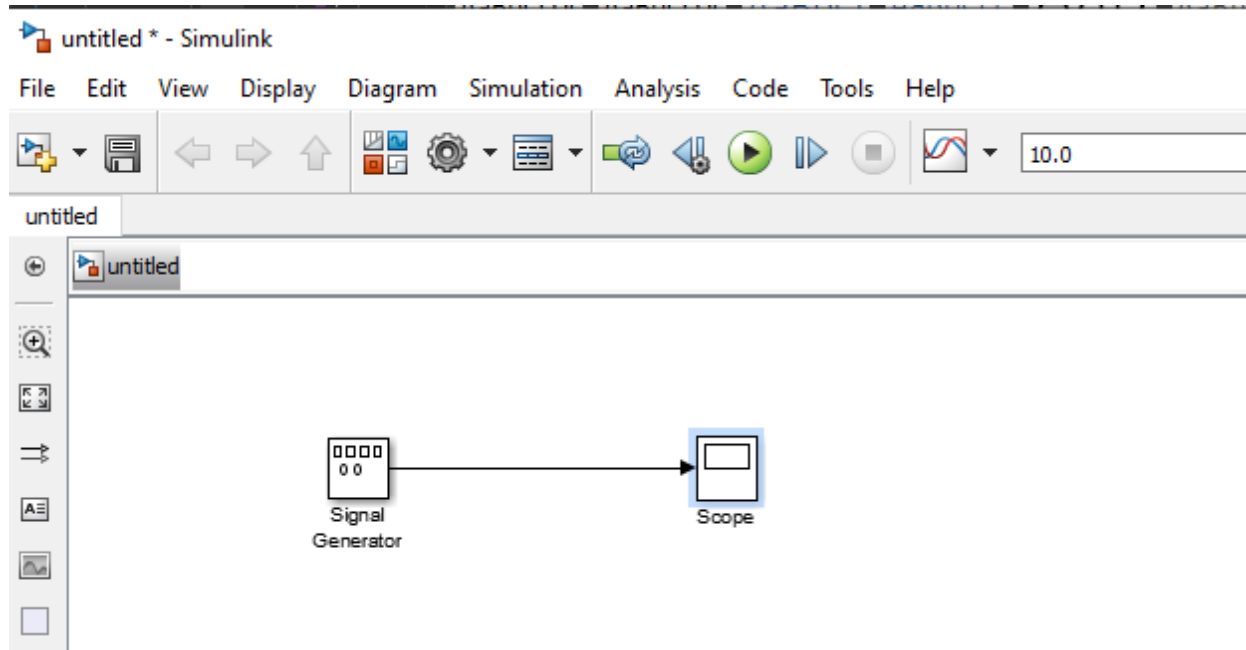 untitled * - Simulink
File Edit View Display Diagram Simulation Analysis Code Tools Help
10.0
untitled
untitled
Signal
Generator
Scope